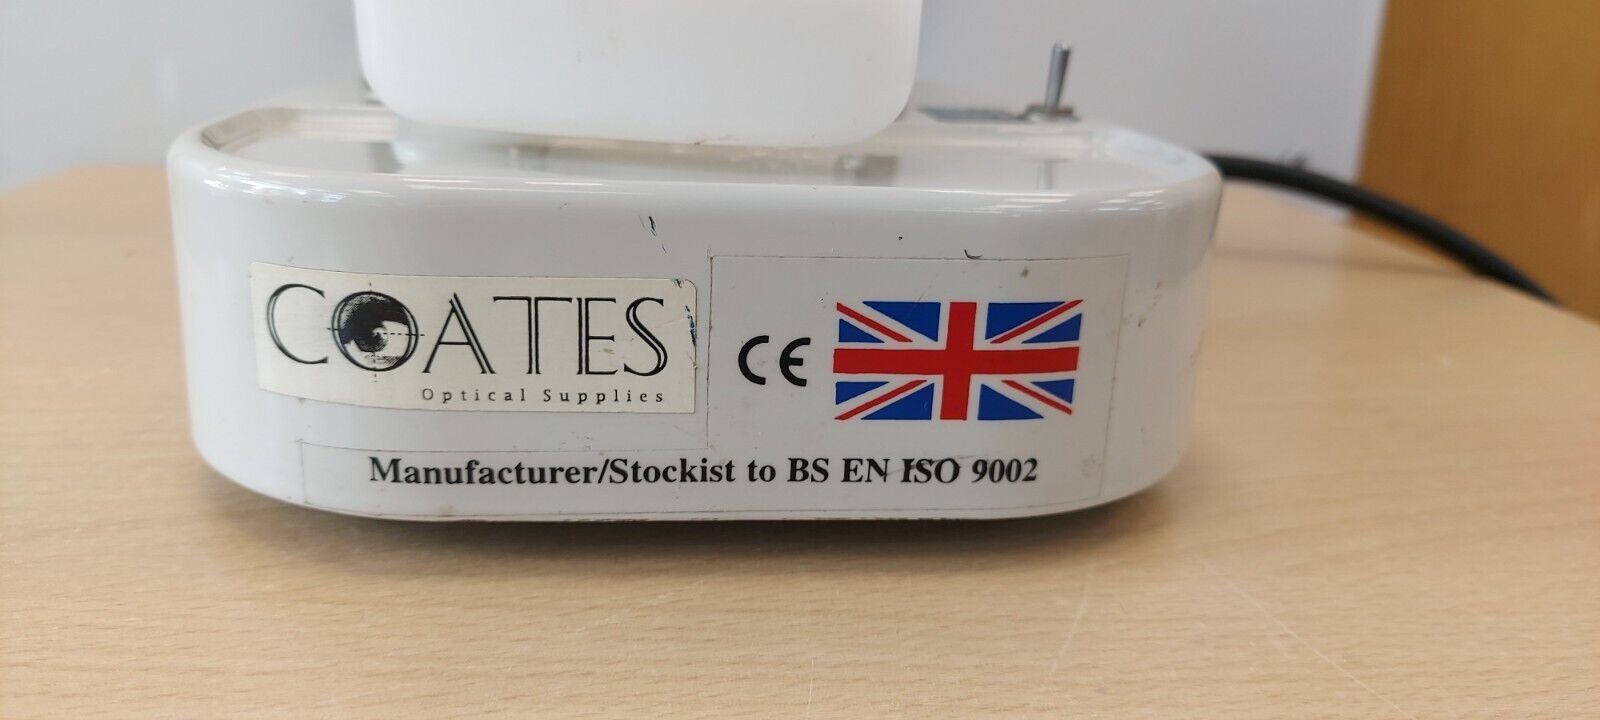 COATES
Optical Supplies
CE
Manufacturer/Stockist to BS EN ISO 9002